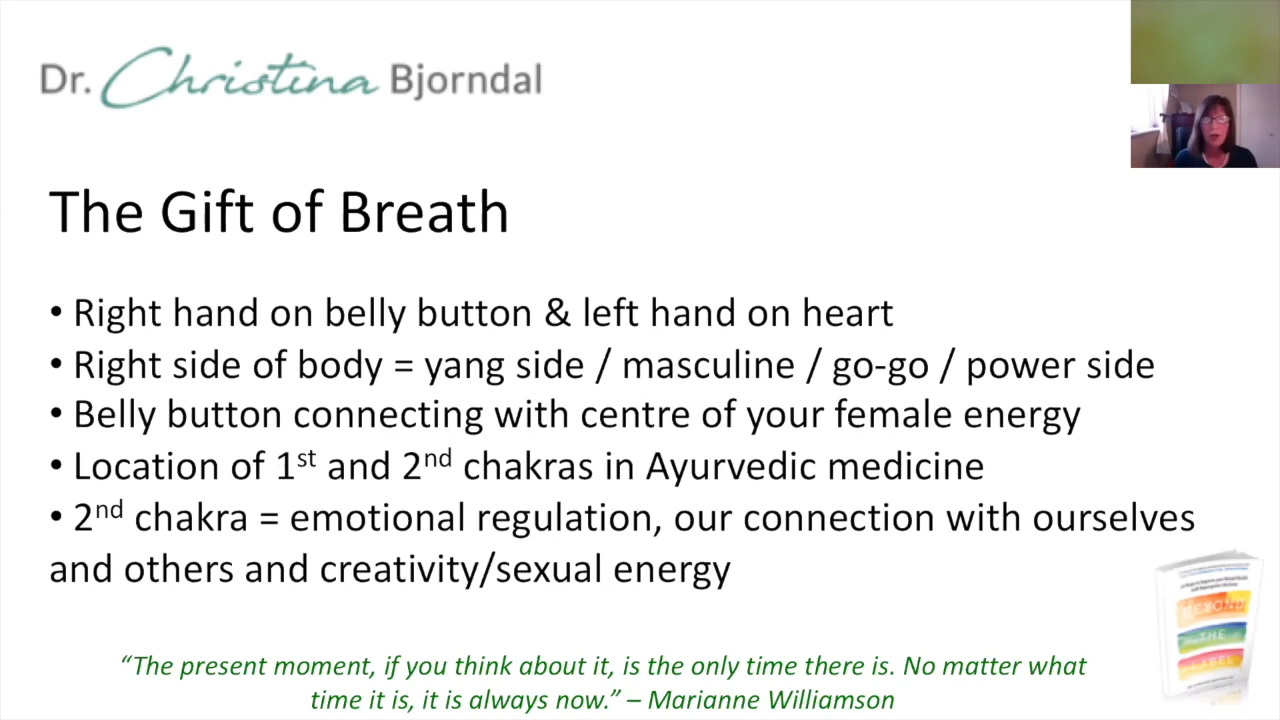 Dr. Christina Bjorndal
The Gift of Breath
• Right hand on belly button & left hand on heart
• Right side of body = yang side / masculine / go-go / power side
• Belly button connecting with centre of your female energy
• Location of 1st and 2nd chakras in Ayurvedic medicine
• 2nd chakra = emotional regulation, our connection with ourselves
and others and creativity/sexual energy
BEYOND
THE
LABEL
“The present moment, if you think about it, is the only time there is. No matter what
time it is, it is always now.” – Marianne Williamson